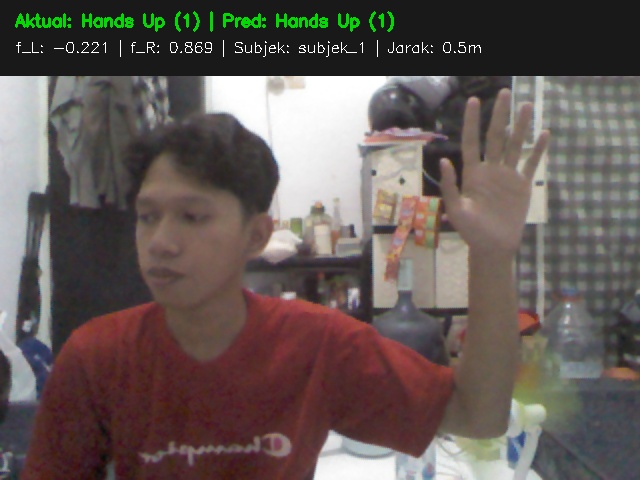 Aktual: Hands Up (1) | Pred: Hands Up (1)
f_L: -0.221 | f_R: 0.869 | Subjek: subjek_1 | Jarak: 0.5m
Champion